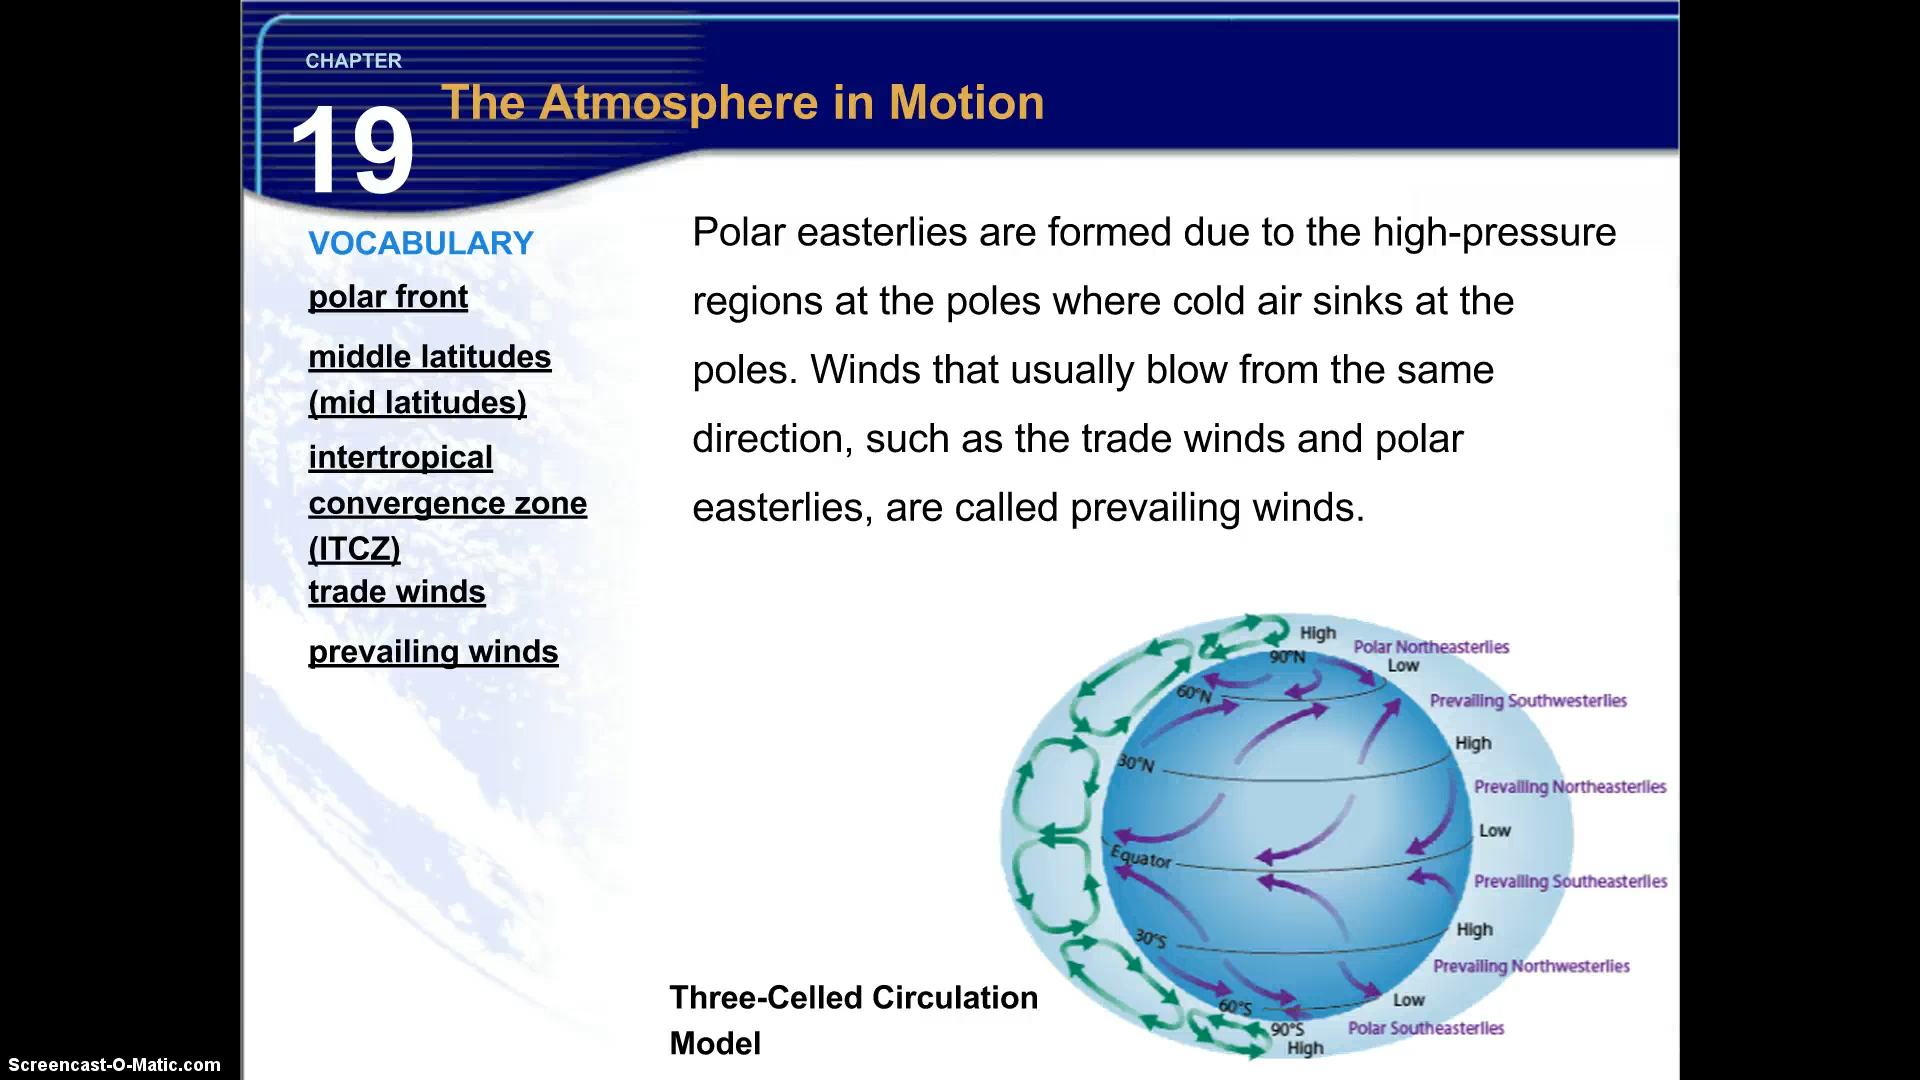 CHAPTER
19
The Atmosphere in Motion
VOCABULARY
polar front
middle latitudes
(mid latitudes)
intertropical
convergence zone
(ITCZ)
trade winds
prevailing winds
Polar easterlies are formed due to the high-pressure
regions at the poles where cold air sinks at the
poles. Winds that usually blow from the same
direction, such as the trade winds and polar
easterlies, are called prevailing winds.
High
90°N
Polar Northeasterlies
Low
60°N
Prevailing Southwesterlies
High
30°N
Prevailing Northeasterlies
Low
Equator
Prevailing Southeasterlies
High
30°S
Prevailing Northwesterlies
Low
60°S
90°S
Polar Southeasterlies
High
Three-Celled Circulation
Model
Screencast-O-Matic.com